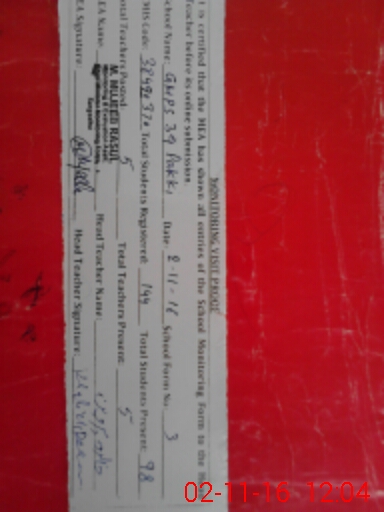 MONITORING VISIT PROOF
t is certified that the MEA has shown all entries of the School Monitoring Form to the
Teacher before its online submission.
School Name: GMPS 39 Pakki Date: 2-11-16 School Form No. 3
EMIS Code: Total Students Registered: 144 Total Students Present: 98
Total Teachers Posted 5 Total Teachers Present: 5
MEA Name: M. MUJEED RASUL Head Teacher Name:
MEA Signature: Head Teacher Signature:
02-11-16 12:04